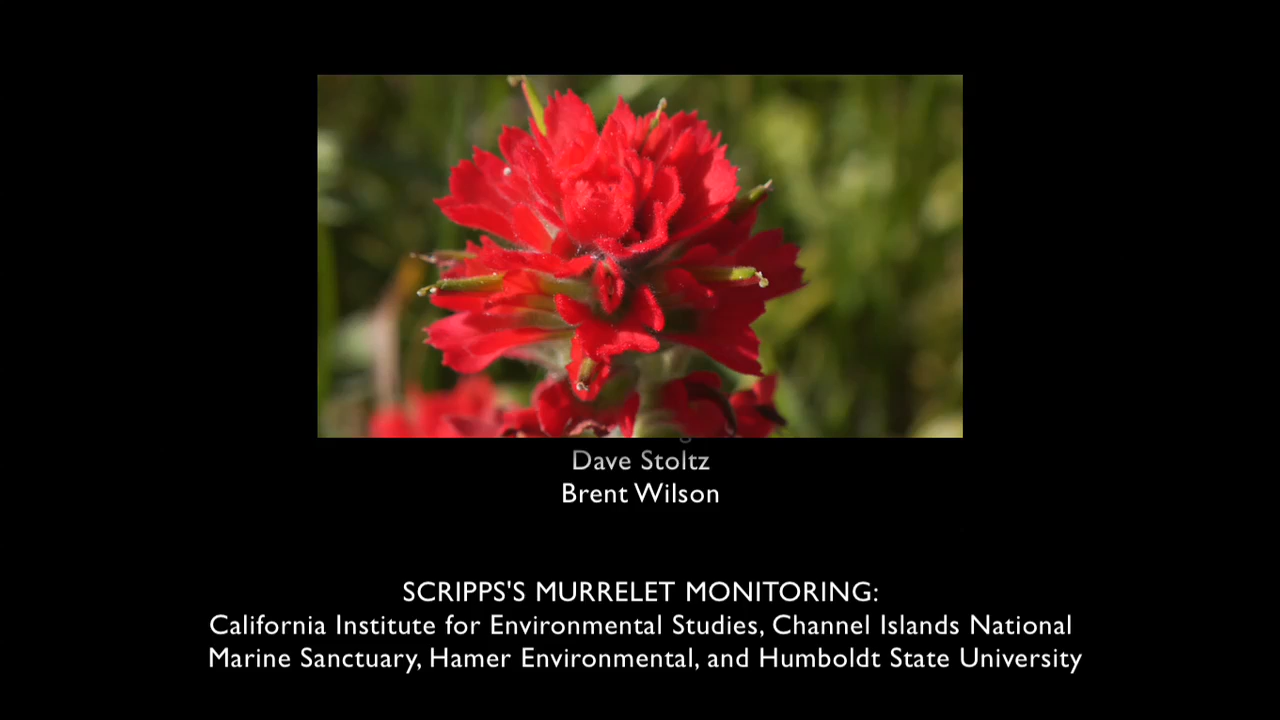 Dave Stoltz
Brent Wilson
SCRIPPS'S MURRELET MONITORING:
California Institute for Environmental Studies, Channel Islands National
Marine Sanctuary, Hamer Environmental, and Humboldt State University